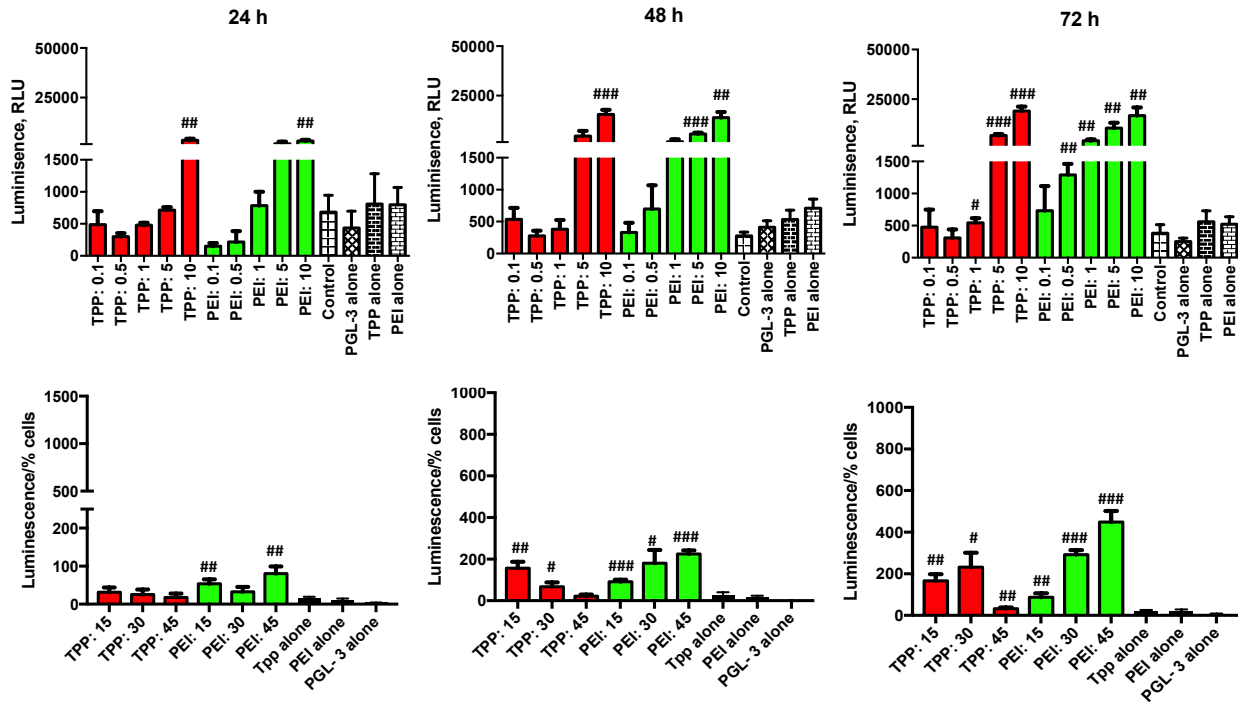 24 h
48 h
72 h
Luminisence, RLU
50000
25000
1500
1000
500
0
##
##
TPP: 0.1
TPP: 0.5
TPP: 1
TPP: 5
TPP: 10
PEI: 0.1
PEI: 0.5
PEI: 1
PEI: 5
PEI: 10
Control
PGL-3 alone
TPP alone
PEI alone
Luminisence, RLU
50000
25000
1500
1000
500
0
###
###
##
TPP: 0.1
TPP: 0.5
TPP: 1
TPP: 5
TPP: 10
PEI: 0.1
PEI: 0.5
PEI: 1
PEI: 5
PEI: 10
Control
PGL-3 alone
TPP alone
PEI alone
Luminisence, RLU
50000
25000
1500
1000
500
0
#
###
###
##
##
##
##
TPP: 0.1
TPP: 0.5
TPP: 1
TPP: 5
TPP: 10
PEI: 0.1
PEI: 0.5
PEI: 1
PEI: 5
PEI: 10
Control
PGL-3 alone
TPP alone
PEI alone
Luminescence/% cells
1500
1000
500
200
100
0
##
##
TPP: 15
TPP: 30
TPP: 45
PEI: 15
PEI: 30
PEI: 45
Tpp alone
PEI alone
PGL- 3 alone
Luminescence/% cells
1000
800
600
400
200
0
##
#
###
#
###
TPP: 15
TPP: 30
TPP: 45
PEI: 15
PEI: 30
PEI: 45
Tpp alone
PEI alone
PGL- 3 alone
Luminescence/% cells
1000
800
600
400
200
0
##
#
##
##
###
###
TPP: 15
TPP: 30
TPP: 45
PEI: 15
PEI: 30
PEI: 45
Tpp alone
PEI alone
PGL- 3 alone